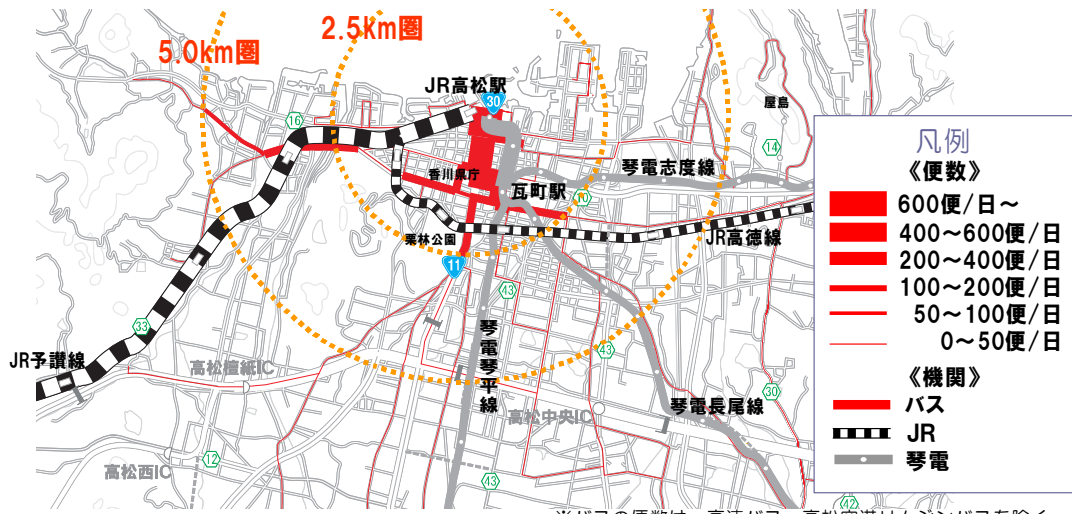 5.0km圏
2.5km圏
JR高松駅
30
16
屋島
14
香川県庁
瓦町駅
琴電志度線
10
栗林公園
JR高徳線
11
43
33
JR予讃線
高松檀紙IC
琴電琴平線
43
30
高松中央IC
琴電長尾線
高松西IC
12
43
42
凡例
《便数》
600便/日～
400～600便/日
200～400便/日
100～200便/日
50～100便/日
0～50便/日
《機関》
バス
JR
琴電